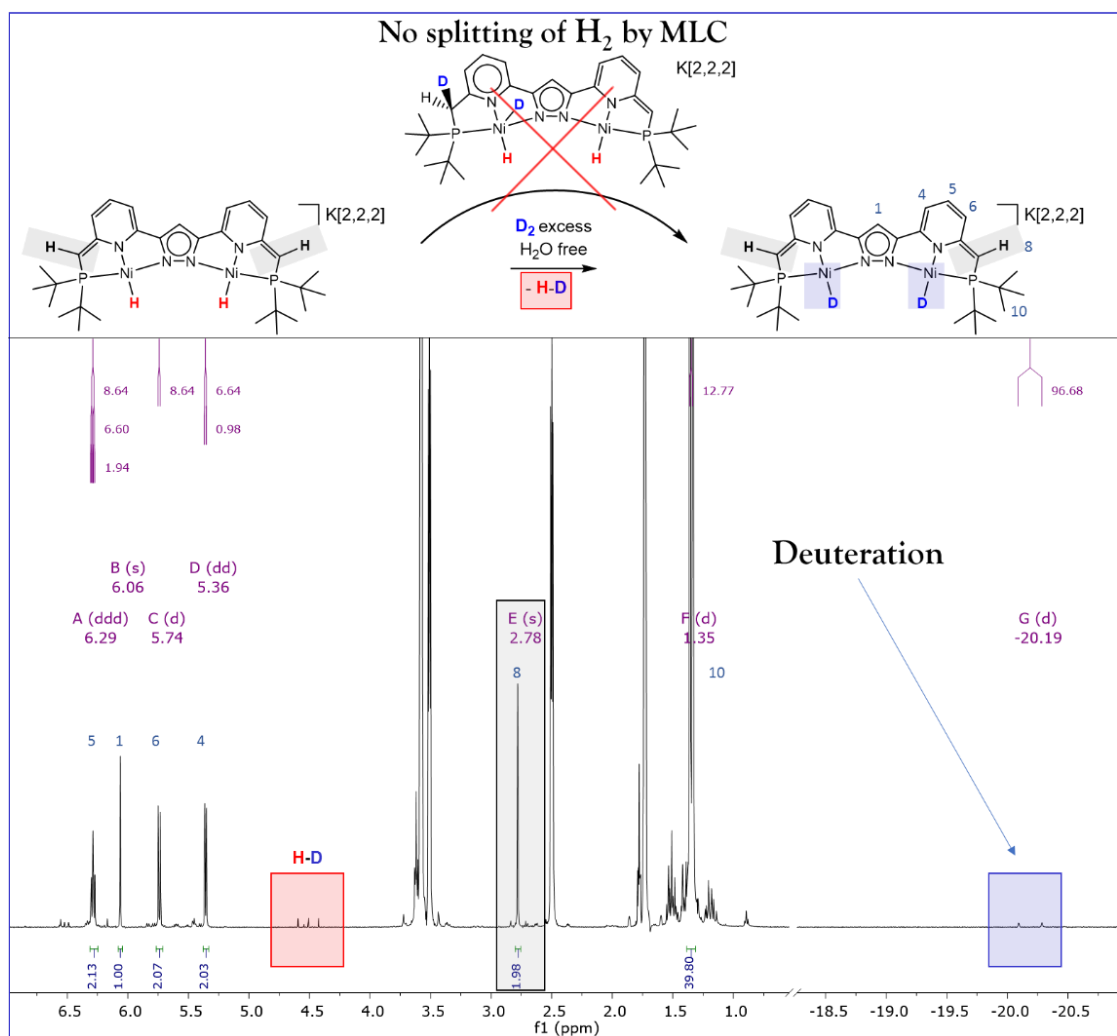 No splitting of H2 by MLC
K[2,2,2]
D
H
D
N
N
P
Ni
N-N
Ni
P
H
H
K[2,2,2]
H
H
N
N
P
Ni
N-N
Ni
P
H
H
D2 excess
H2O free
- H-D
K[2,2,2]
1
4
5
6
8
H
N
N
P
Ni
N-N
Ni
P
D
D
10
8.64
8.64
6.64
12.77
96.68
6.60
0.98
1.94
Deuteration
B (s)
6.06
D (dd)
5.36
A (ddd)
6.29
C (d)
5.74
E (s)
2.78
F (d)
1.35
G (d)
-20.19
8
10
5
1
6
4
H-D
2.13
1.00
2.07
2.03
1.98
39.80
6.5 6.0 5.5 5.0 4.5 4.0 3.5 3.0 2.5 2.0 1.5 1.0 -18.5 -19.0 -19.5 -20.0 -20.5
f1 (ppm)